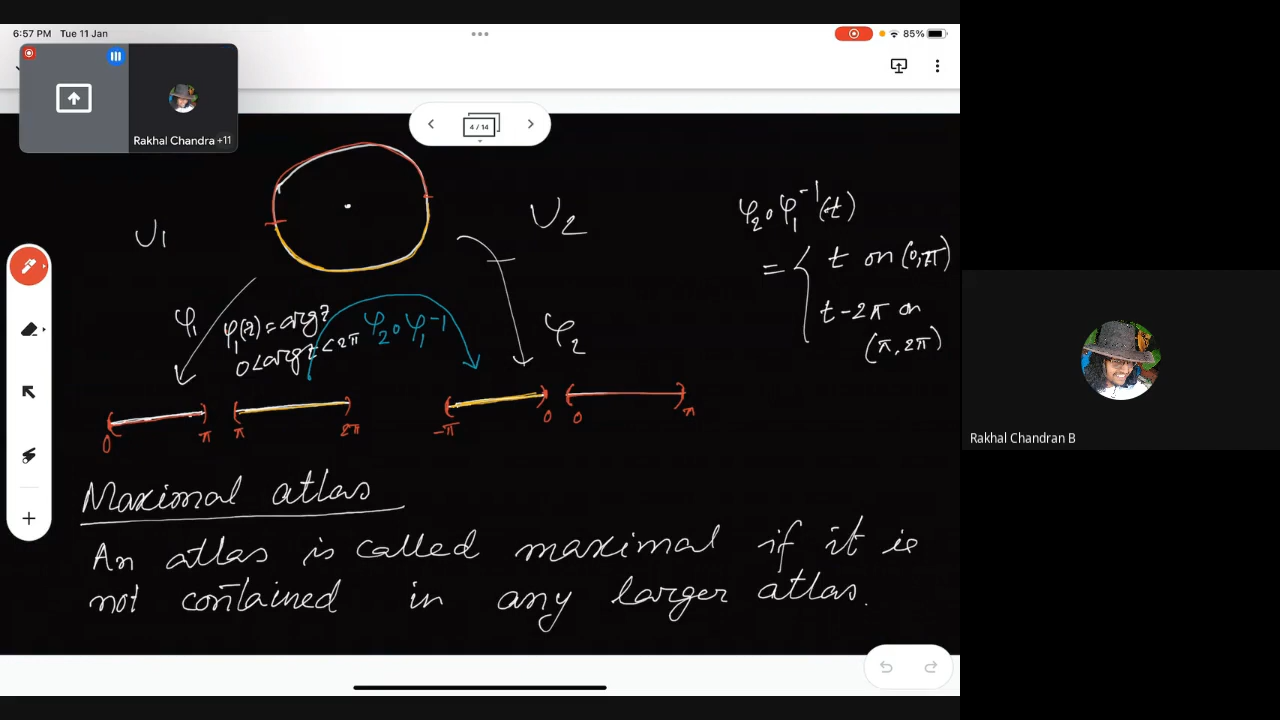 6:57 PM Tue 11 Jan
85%
Rakhal Chandra +11
4 / 14
U1
U2
φ2∘φ1⁻¹(t)
= { t on (0,π)
t-2π on
(π, 2π)
φ1
φ1(z) = arg z
0 < arg z < 2π
φ2∘φ1⁻¹
φ2
0 π π 2π -π 0 0 π
Maximal atlas
An atlas is called maximal if it is
not contained in any larger atlas.
Rakhal Chandran B